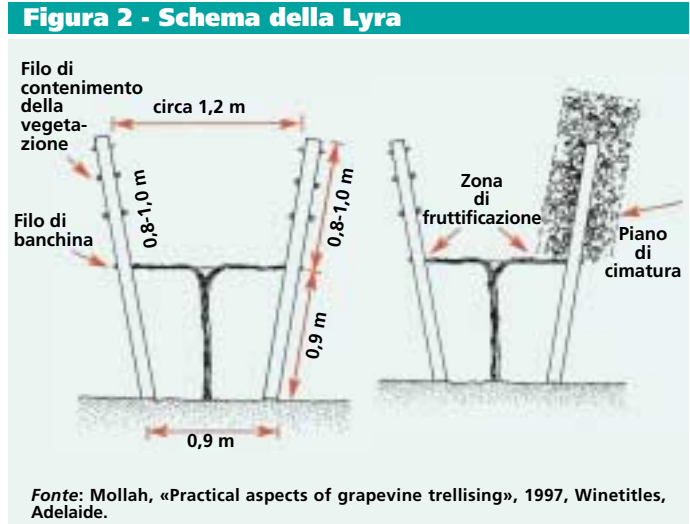 Figura 2 - Schema della Lyra
Filo di
contenimento
della
vegeta-
zione
circa 1,2 m
0,8-1,0 m
0,8-1,0 m
Filo di
banchina
0,9 m
0,9 m
Zona
di
fruttificazione
Piano
di
cimatura
Fonte: Mollah, «Practical aspects of grapevine trellising», 1997, Winetitles,
Adelaide.